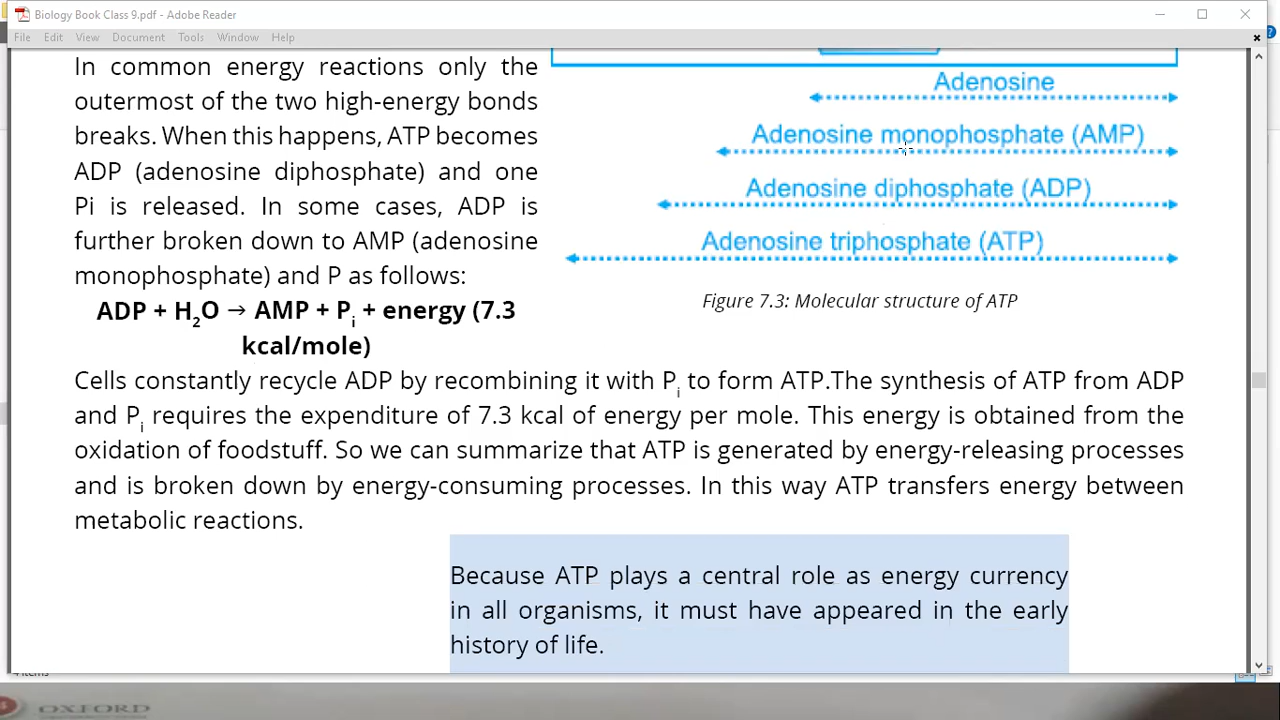 Biology Book Class 9.pdf - Adobe Reader
File Edit View Document Tools Window Help
In common energy reactions only the
outermost of the two high-energy bonds
breaks. When this happens, ATP becomes
ADP (adenosine diphosphate) and one
Pi is released. In some cases, ADP is
further broken down to AMP (adenosine
monophosphate) and P as follows:
ADP + H₂O → AMP + Pᵢ + energy (7.3
kcal/mole)
Adenosine
Adenosine monophosphate (AMP)
Adenosine diphosphate (ADP)
Adenosine triphosphate (ATP)
Figure 7.3: Molecular structure of ATP
Cells constantly recycle ADP by recombining it with Pᵢ to form ATP.The synthesis of ATP from ADP
and Pᵢ requires the expenditure of 7.3 kcal of energy per mole. This energy is obtained from the
oxidation of foodstuff. So we can summarize that ATP is generated by energy-releasing processes
and is broken down by energy-consuming processes. In this way ATP transfers energy between
metabolic reactions.
Because ATP plays a central role as energy currency
in all organisms, it must have appeared in the early
history of life.
items
OXFORD